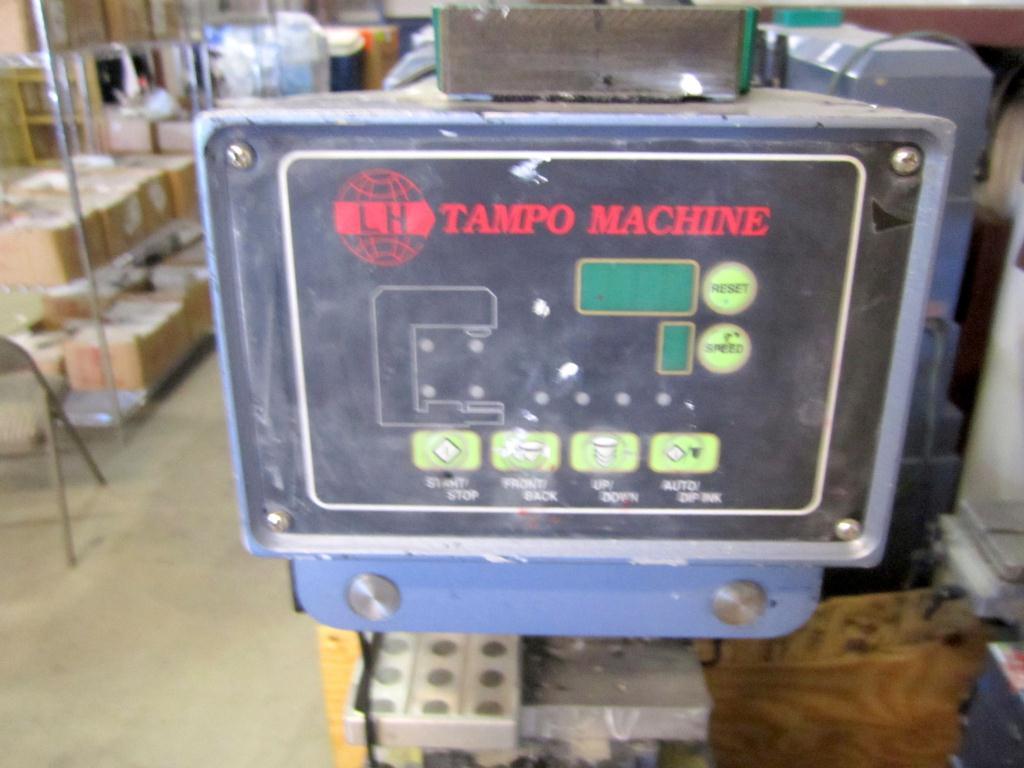 LH TAMPO MACHINE
RESET
SPEED
START/ FRONT/ UP/ AUTO/
STOP BACK DOWN DIP INK